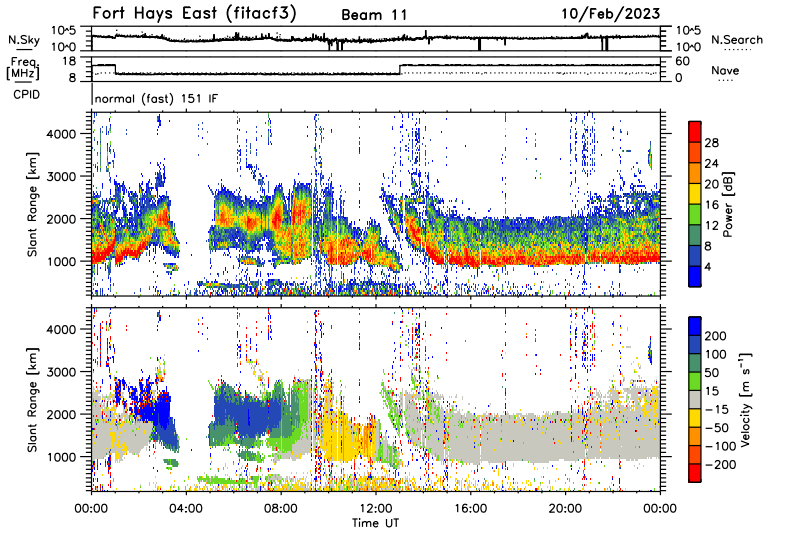 Fort Hays East (fitacf3) Beam 11 10/Feb/2023
N.Sky 10^5 10^0 10^5 10^0 N.Search
Freq. [MHz] 18 8 60 0 Nave
CPID normal (fast) 151 IF
Slant Range [km] 4000 3000 2000 1000
28 24 20 16 12 8 4 Power [dB]
Slant Range [km] 4000 3000 2000 1000
200 100 50 15 −15 −50 −100 −200 Velocity [m s⁻¹]
00:00 04:00 08:00 12:00 16:00 20:00 00:00
Time UT